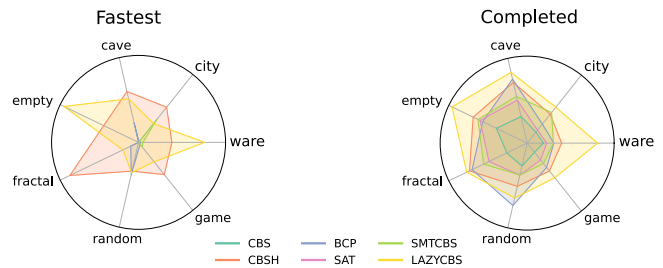 Fastest
cave
city
empty
ware
fractal
game
random
Completed
cave
city
empty
ware
fractal
game
random
CBS
BCP
SMTCBS
CBSH
SAT
LAZYCBS